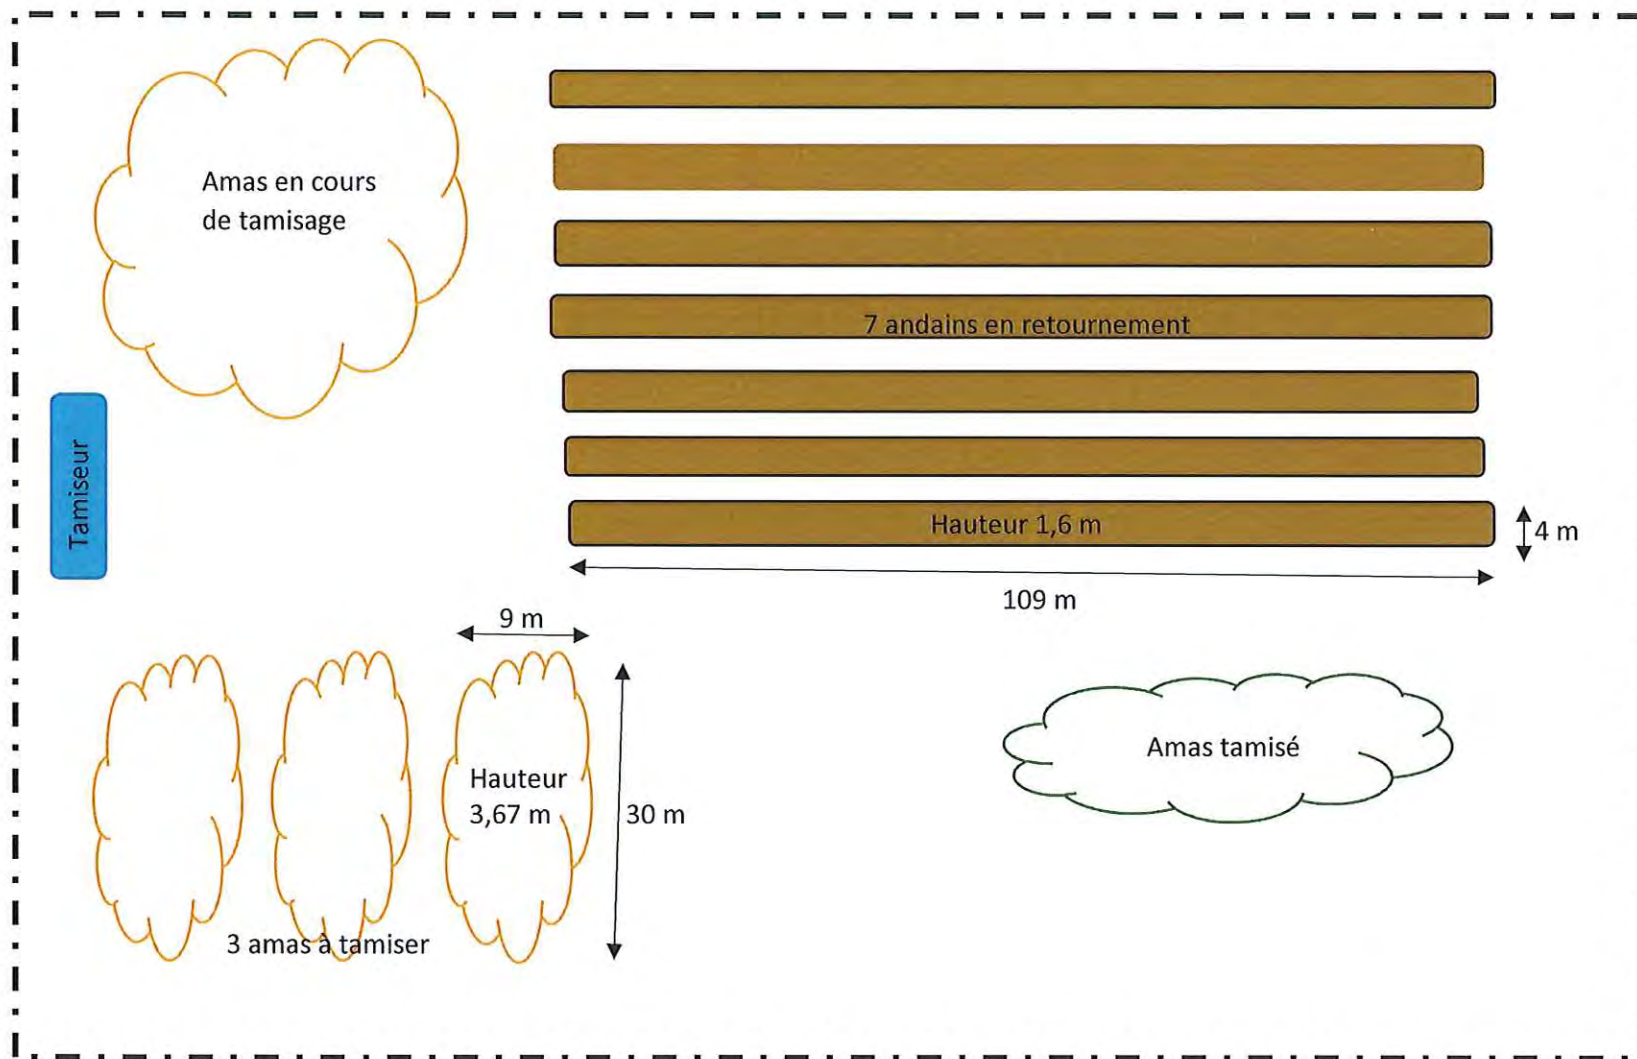 Amas en cours
de tamisage
7 andains en retournement
Tamiseur
Hauteur 1,6 m
4 m
109 m
9 m
Hauteur
3,67 m
30 m
Amas tamisé
3 amas à tamiser